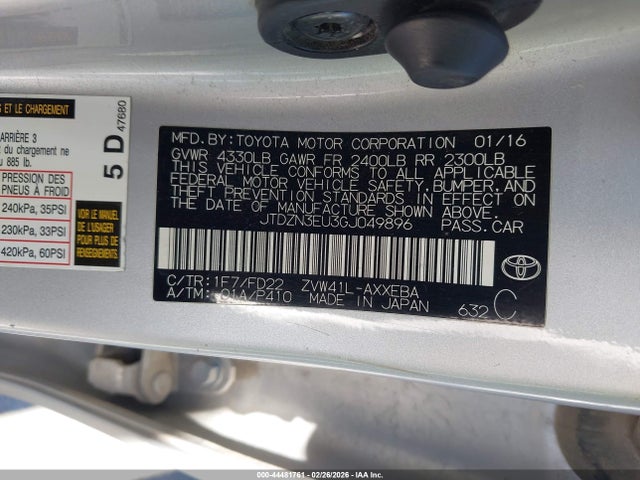 S ET LE CHARGEMENT
ARRIÈRE 3
du chargement ne
ou 885 lb.
PRESSION DES
PNEUS À FROID
240kPa, 35PSI
230kPa, 33PSI
420kPa, 60PSI
VOIR LE MANUEL
DE L'USAGER
POUR PLUS DE
RENSEIGNEMENTS
5 D 47680
MFD. BY: TOYOTA MOTOR CORPORATION 01/16
GVWR 4330LB GAWR FR 2400LB RR 2300LB
THIS VEHICLE CONFORMS TO ALL APPLICABLE
FEDERAL MOTOR VEHICLE SAFETY, BUMPER, AND
THEFT PREVENTION STANDARDS IN EFFECT ON
THE DATE OF MANUFACTURE SHOWN ABOVE.
JTDZN3EU3GJ049896 PASS.CAR
C/TR: 1F7/FD22 ZVW41L-AXXEBA
A/TM: 01A/P410 MADE IN JAPAN 632 C
000-44481761 - 02/26/2026 - IAA Inc.